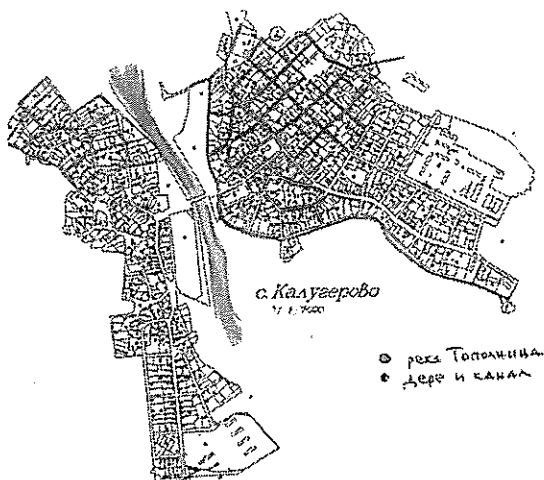 с. Калугерово
река Тополница
дере и канал